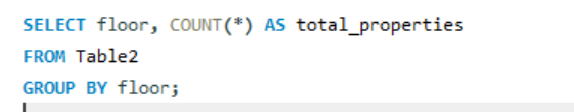 SELECT floor, COUNT(*) AS total_properties
FROM Table2
GROUP BY floor;